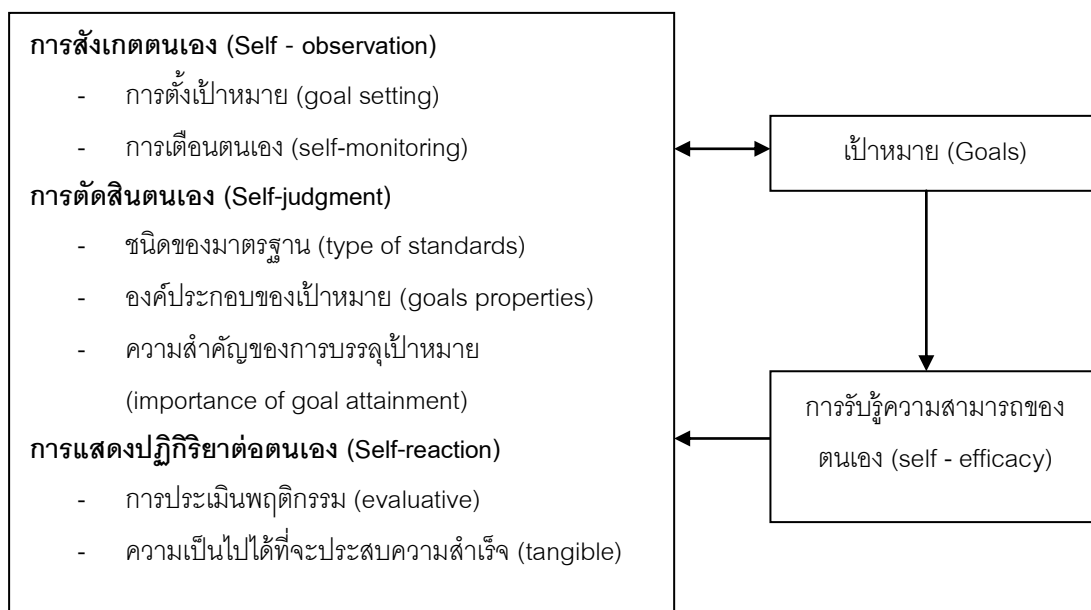 การสังเกตตนเอง (Self - observation)
- การตั้งเป้าหมาย (goal setting)
- การเตือนตนเอง (self-monitoring)
การตัดสินตนเอง (Self-judgment)
- ชนิดของมาตรฐาน (type of standards)
- องค์ประกอบของเป้าหมาย (goals properties)
- ความสำคัญของการบรรลุเป้าหมาย
(importance of goal attainment)
การแสดงปฏิกิริยาต่อตนเอง (Self-reaction)
- การประเมินพฤติกรรม (evaluative)
- ความเป็นไปได้ที่จะประสบความสำเร็จ (tangible)
เป้าหมาย (Goals)
การรับรู้ความสามารถของ
ตนเอง (self - efficacy)